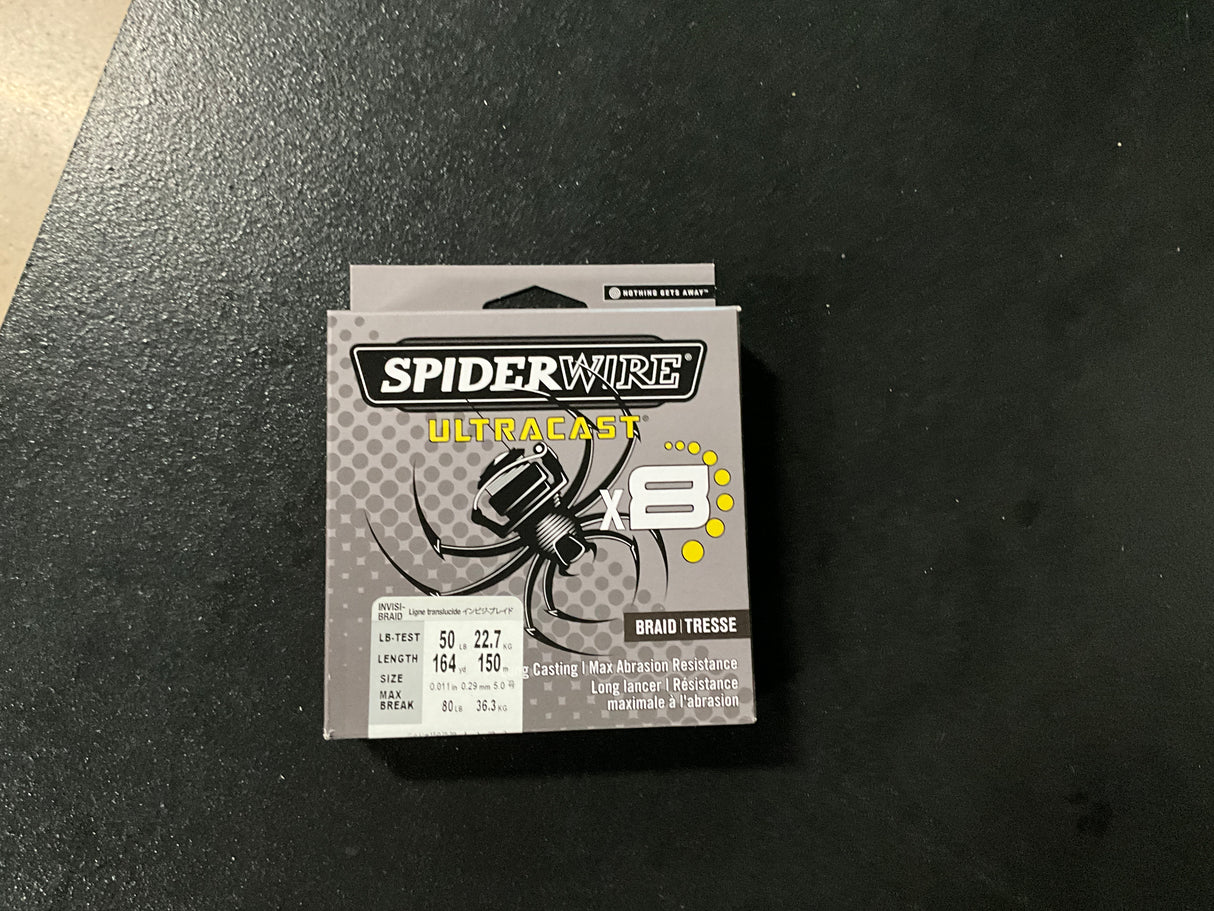 NOTHING GETS AWAY™
SPIDERWIRE®
ULTRACAST®
x8
BRAID | TRESSE
g Casting | Max Abrasion Resistance
Long lancer | Résistance
maximale à l'abrasion
INVISI-BRAID Ligne translucide インビジブレイド
LB-TEST 50 LB 22.7 KG
LENGTH 164 yd 150 m
SIZE 0.011 in 0.29 mm 5.0 号
MAX BREAK 80 LB 36.3 KG